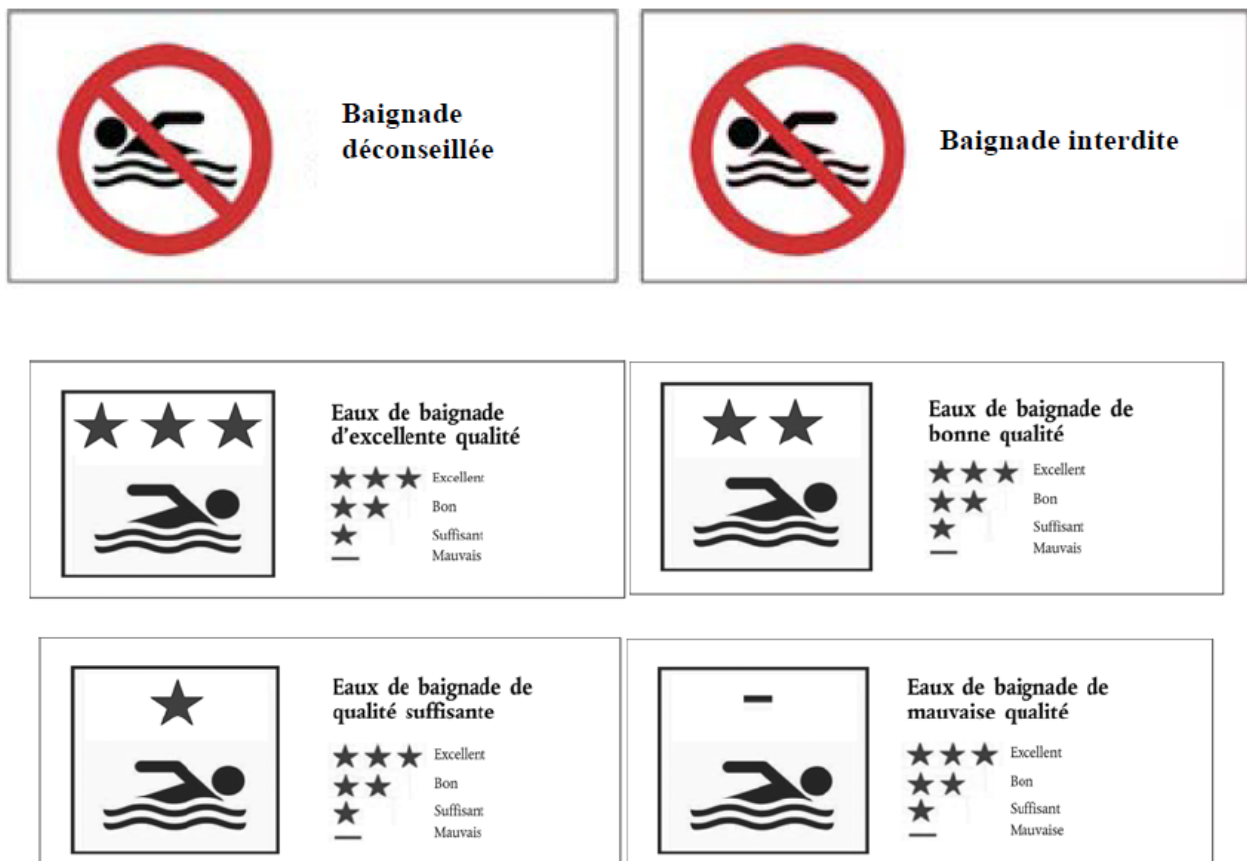 Baignade
déconseillée
Baignade interdite
Eaux de baignade
d'excellente qualité
Excellent
Bon
Suffisant
Mauvais
Eaux de baignade de
bonne qualité
Excellent
Bon
Suffisant
Mauvais
Eaux de baignade de
qualité suffisante
Excellent
Bon
Suffisant
Mauvais
Eaux de baignade de
mauvaise qualité
Excellent
Bon
Suffisant
Mauvaise